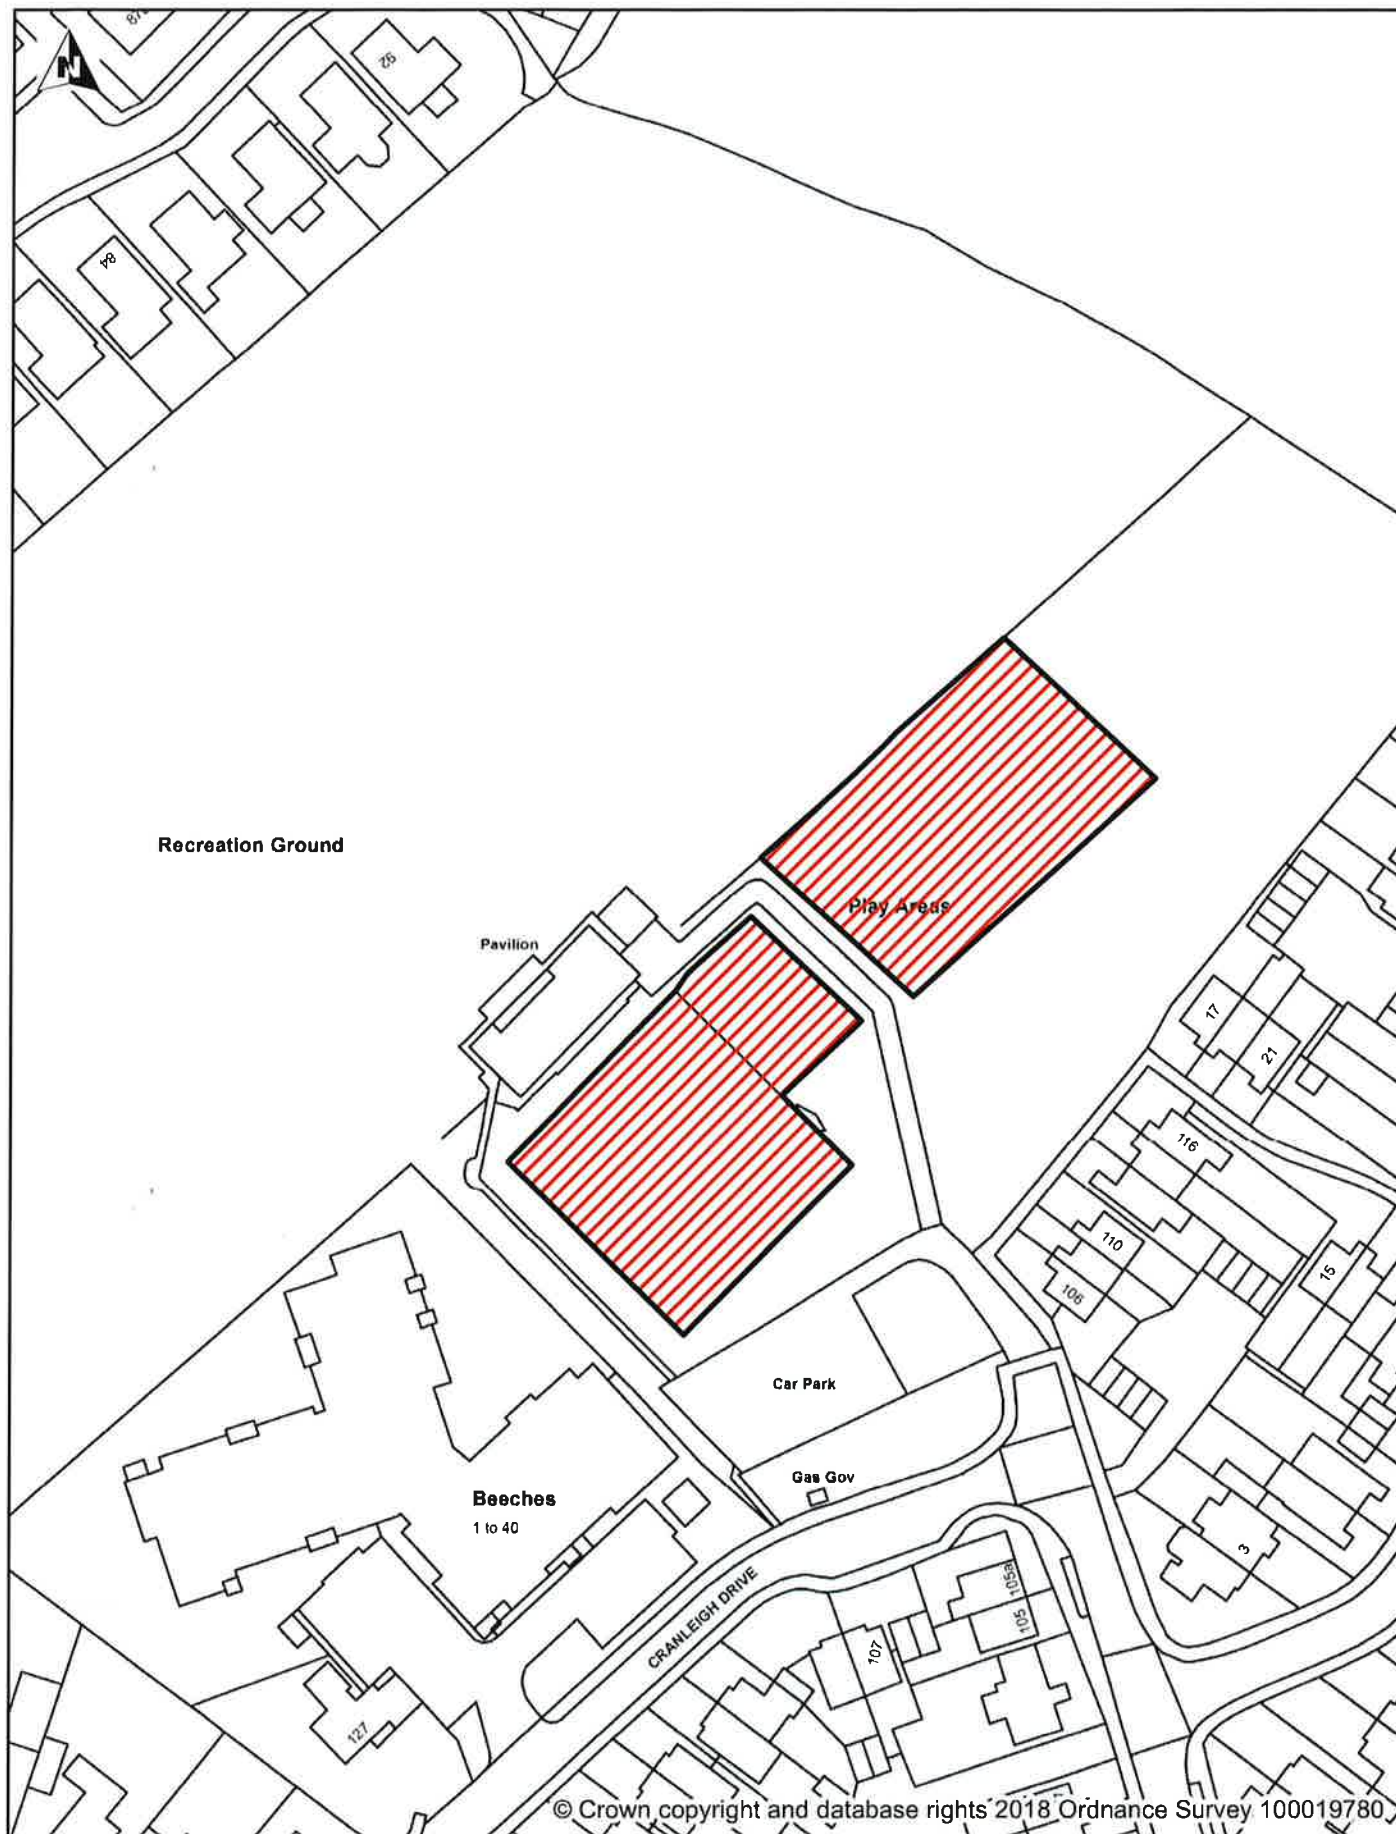 87a
N
92
84
Recreation Ground
Play Areas
Pavilion
17
21
116
110
106
15
Car Park
Gas Gov
Beeches
1 to 40
3
CRANLEIGH DRIVE
105a
105
107
127
© Crown copyright and database rights 2018 Ordnance Survey 100019780